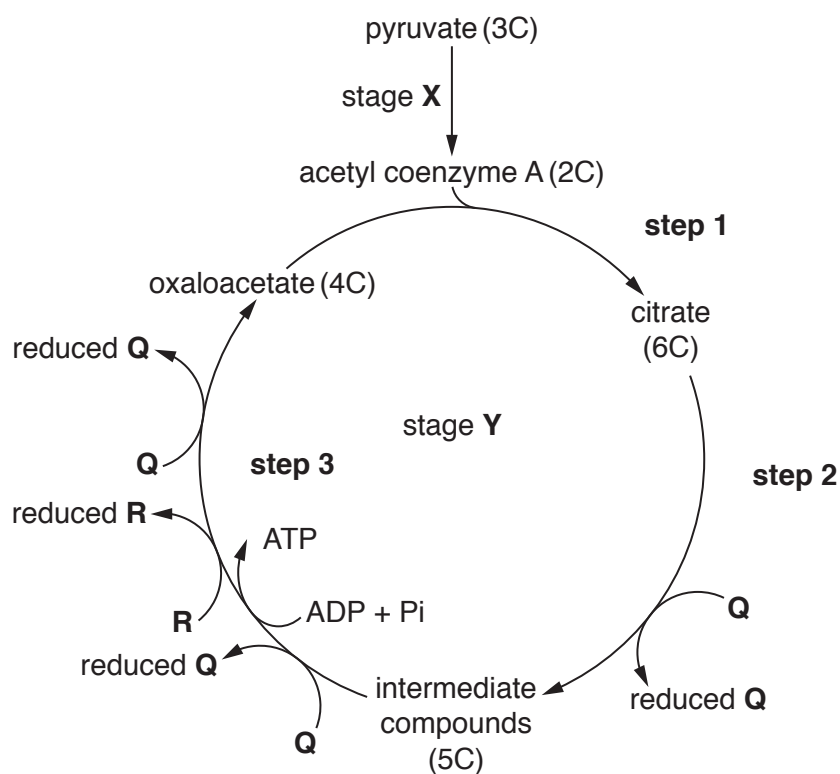 pyruvate (3C)
stage X
acetyl coenzyme A (2C)
step 1
oxaloacetate (4C)
citrate
(6C)
reduced Q
stage Y
Q
step 3
step 2
reduced R
ATP
R
ADP + Pi
Q
reduced Q
intermediate
compounds
(5C)
reduced Q
Q